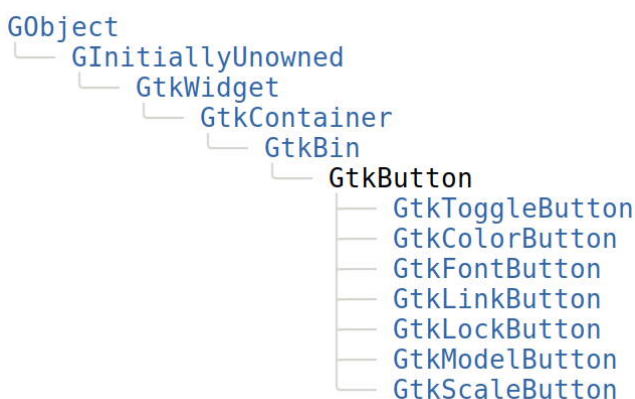 GObject
GInitiallyUnowned
GtkWidget
GtkContainer
GtkBin
GtkButton
GtkToggleButton
GtkColorButton
GtkFontButton
GtkLinkButton
GtkLockButton
GtkModelButton
GtkScaleButton